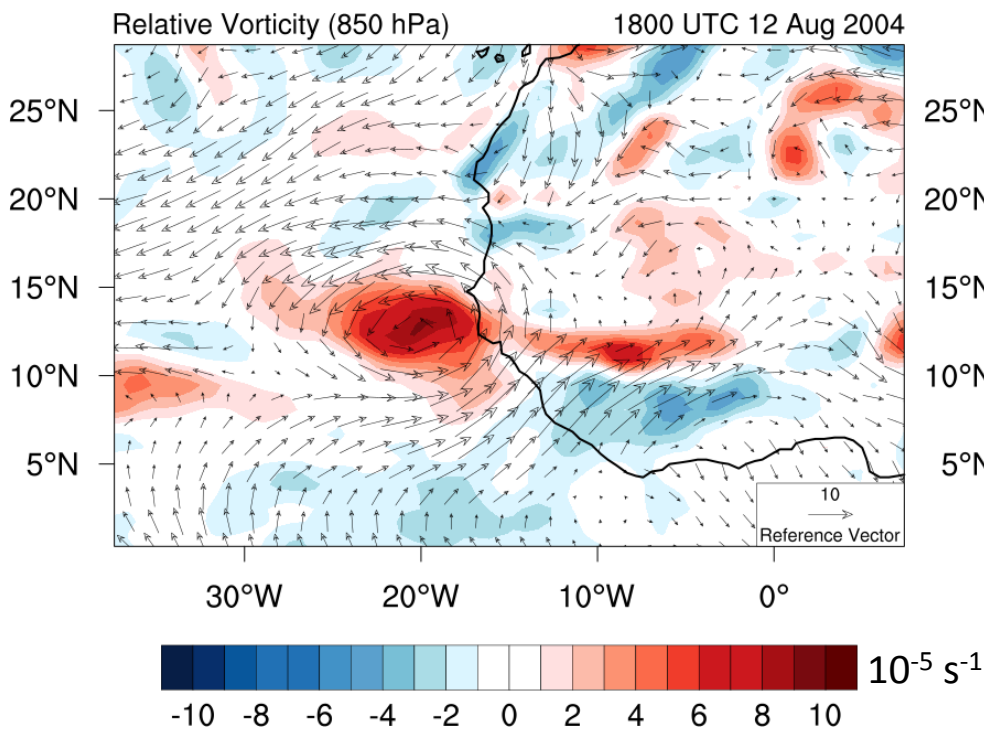 Relative Vorticity (850 hPa) 1800 UTC 12 Aug 2004
25°N 25°N
20°N 20°N
15°N 15°N
10°N 10°N
5°N 5°N
10
Reference Vector
30°W 20°W 10°W 0°
10⁻⁵ s⁻¹
-10 -8 -6 -4 -2 0 2 4 6 8 10